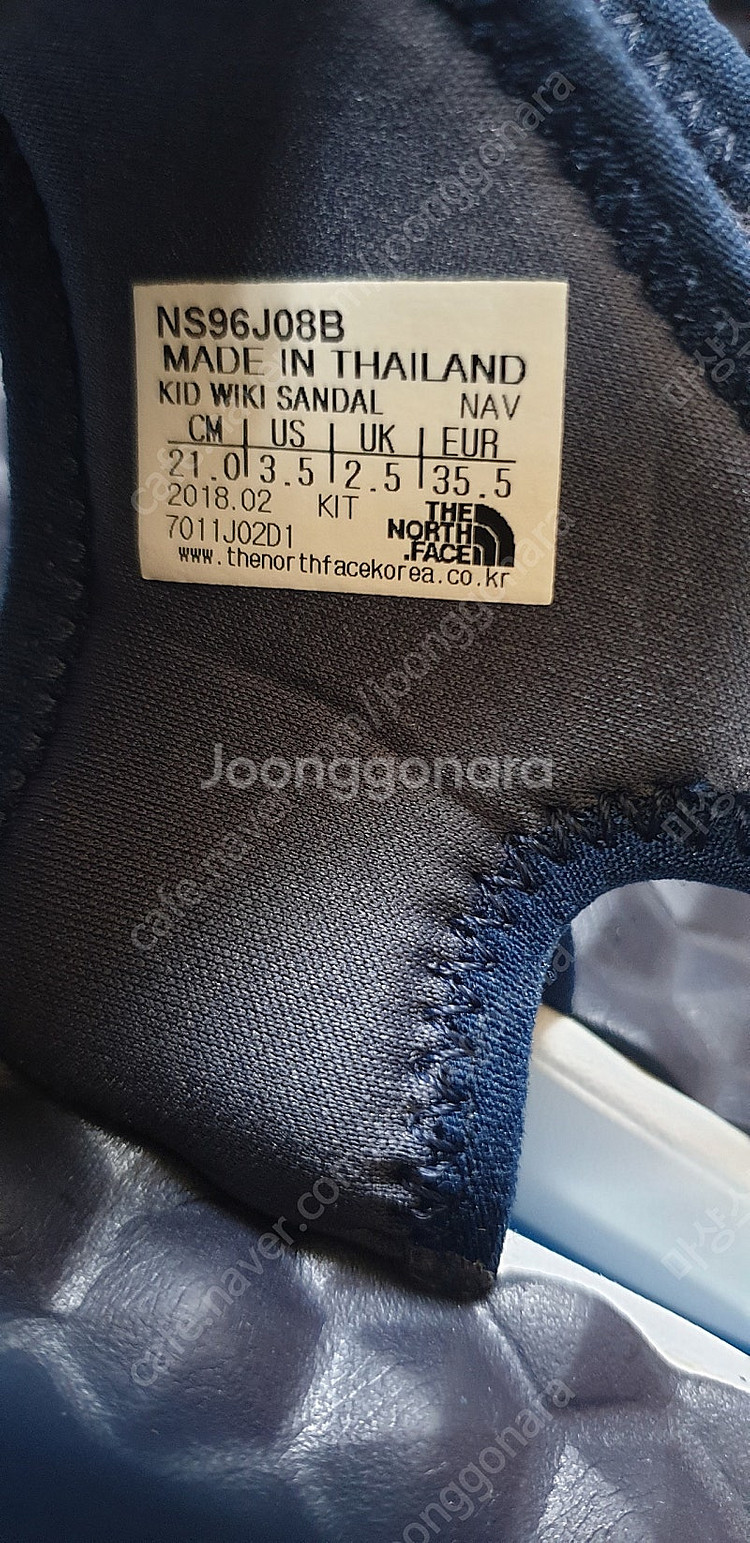 NS96J08B
MADE IN THAILAND
KID WIKI SANDAL NAV
CM US UK EUR
21.0 3.5 2.5 35.5
2018.02 KIT
7011J02D1
THE
NORTH
FACE
www.thenorthfacekorea.co.kr
Joonggonara